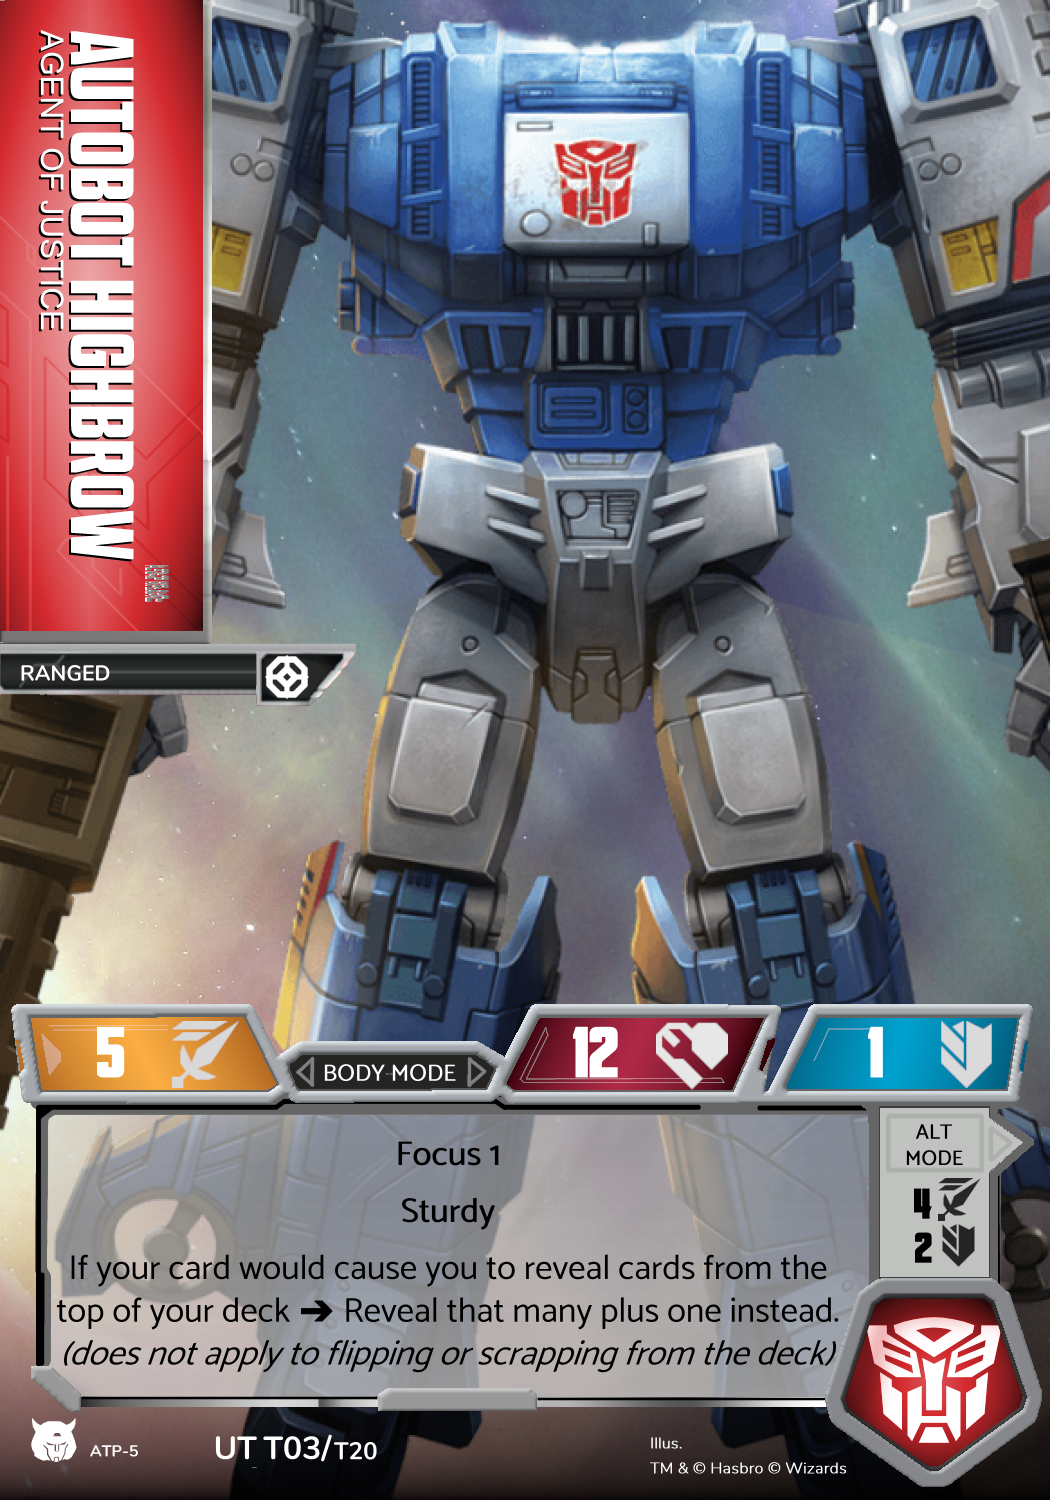 AUTOBOT HIGHBROW
AGENT OF JUSTICE
RANGED
5
BODY MODE
12
1
Focus 1
Sturdy
If your card would cause you to reveal cards from the
top of your deck ➔ Reveal that many plus one instead.
(does not apply to flipping or scrapping from the deck)
ALT
MODE
4
2
ATP-5
UT T03/T20
Illus.
TM & © Hasbro © Wizards